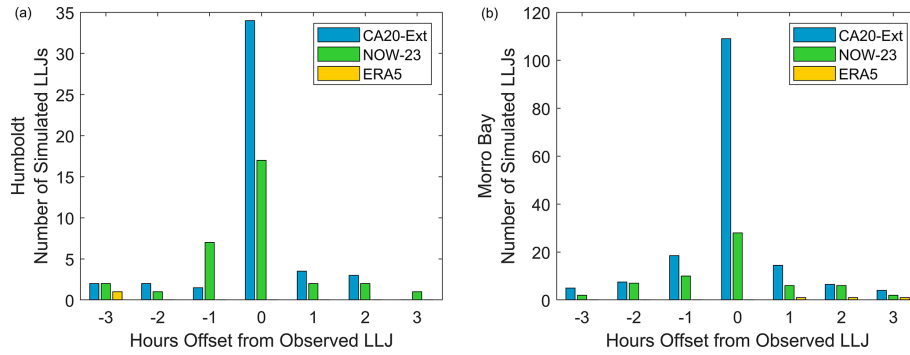 (a)
Humboldt
Number of Simulated LLJs
35
30
25
20
15
10
5
0
CA20-Ext
NOW-23
ERA5
-3 -2 -1 0 1 2 3
Hours Offset from Observed LLJ
(b)
Morro Bay
Number of Simulated LLJs
120
100
80
60
40
20
0
CA20-Ext
NOW-23
ERA5
-3 -2 -1 0 1 2 3
Hours Offset from Observed LLJ